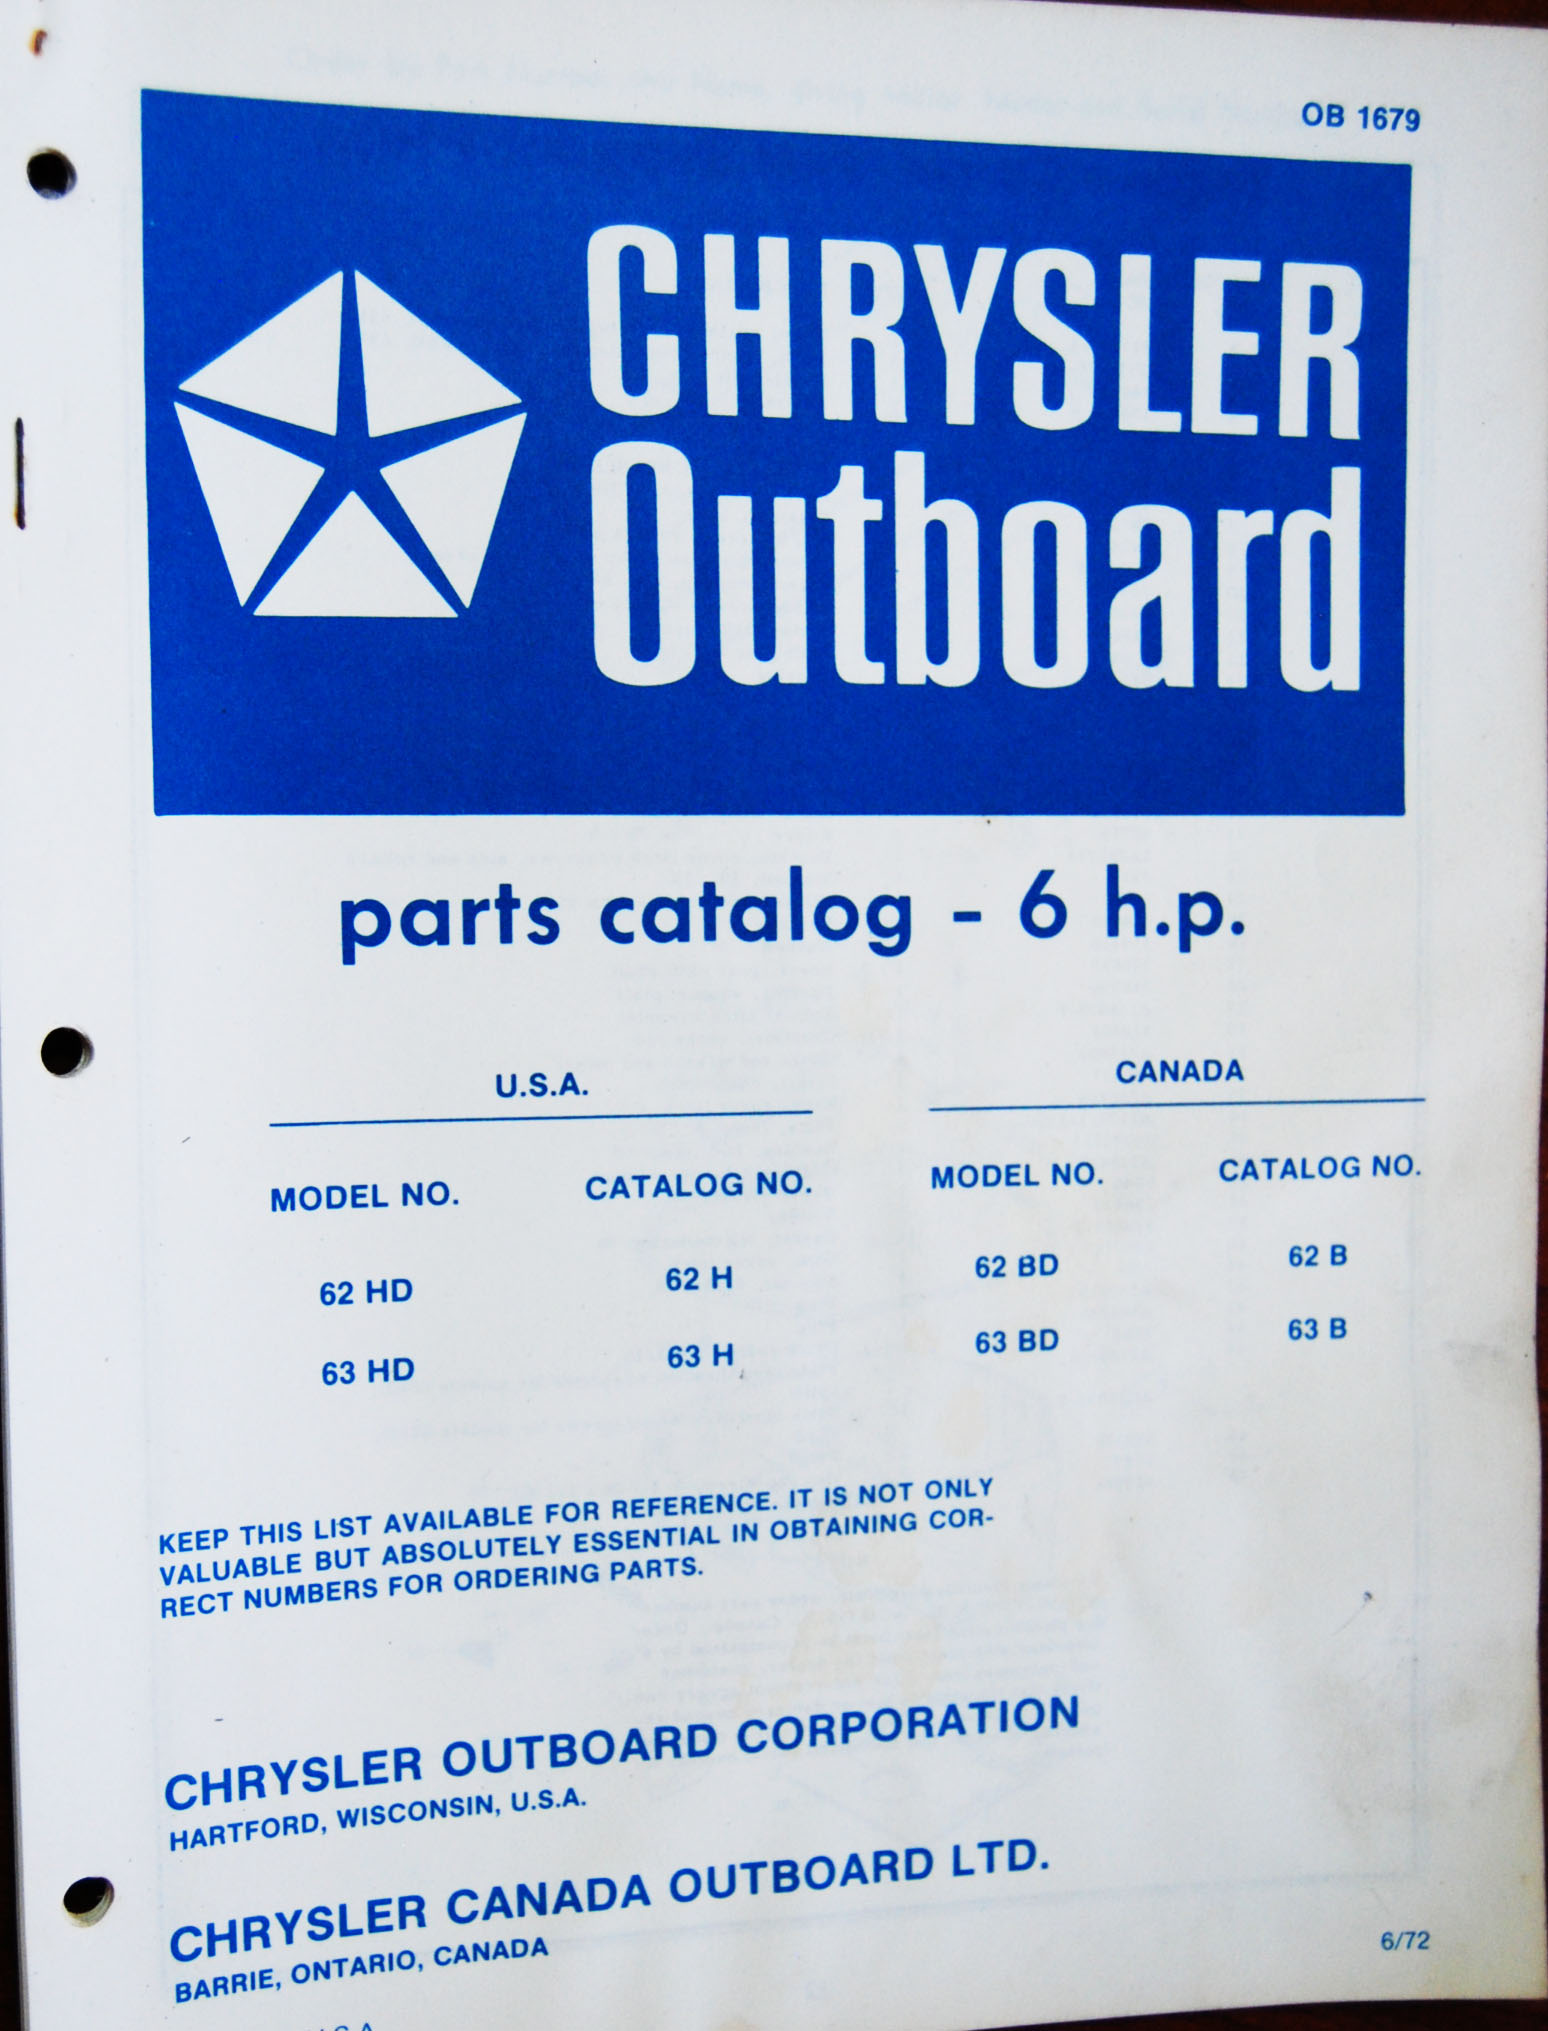 OB 1679
CHRYSLER
Outboard
parts catalog - 6 h.p.
U.S.A.
MODEL NO. CATALOG NO.
62 HD 62 H
63 HD 63 H
CANADA
MODEL NO. CATALOG NO.
62 BD 62 B
63 BD 63 B
KEEP THIS LIST AVAILABLE FOR REFERENCE. IT IS NOT ONLY
VALUABLE BUT ABSOLUTELY ESSENTIAL IN OBTAINING COR-
RECT NUMBERS FOR ORDERING PARTS.
CHRYSLER OUTBOARD CORPORATION
HARTFORD, WISCONSIN, U.S.A.
CHRYSLER CANADA OUTBOARD LTD.
BARRIE, ONTARIO, CANADA
6/72